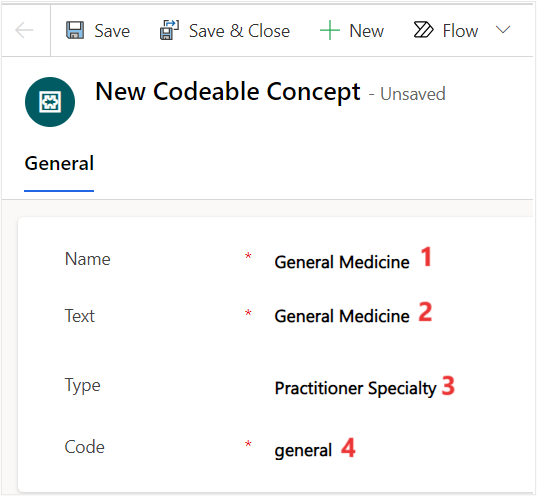 Save Save & Close New Flow
New Codeable Concept - Unsaved
General
Name * General Medicine 1
Text * General Medicine 2
Type Practitioner Specialty 3
Code * general 4